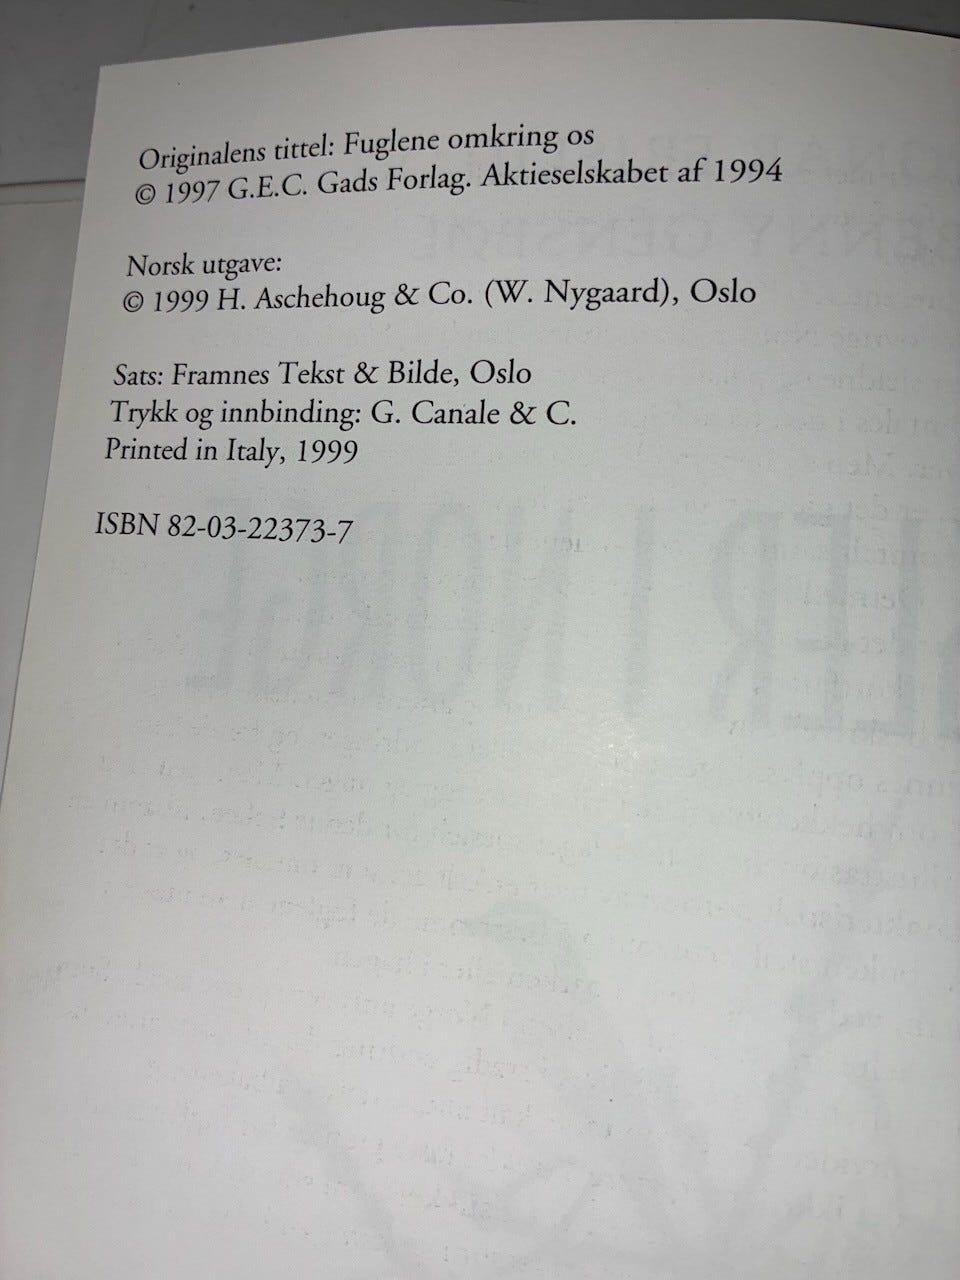 Originalens tittel: Fuglene omkring os
© 1997 G.E.C. Gads Forlag. Aktieselskabet af 1994
Norsk utgave:
© 1999 H. Aschehoug & Co. (W. Nygaard), Oslo
Sats: Framnes Tekst & Bilde, Oslo
Trykk og innbinding: G. Canale & C.
Printed in Italy, 1999
ISBN 82-03-22373-7